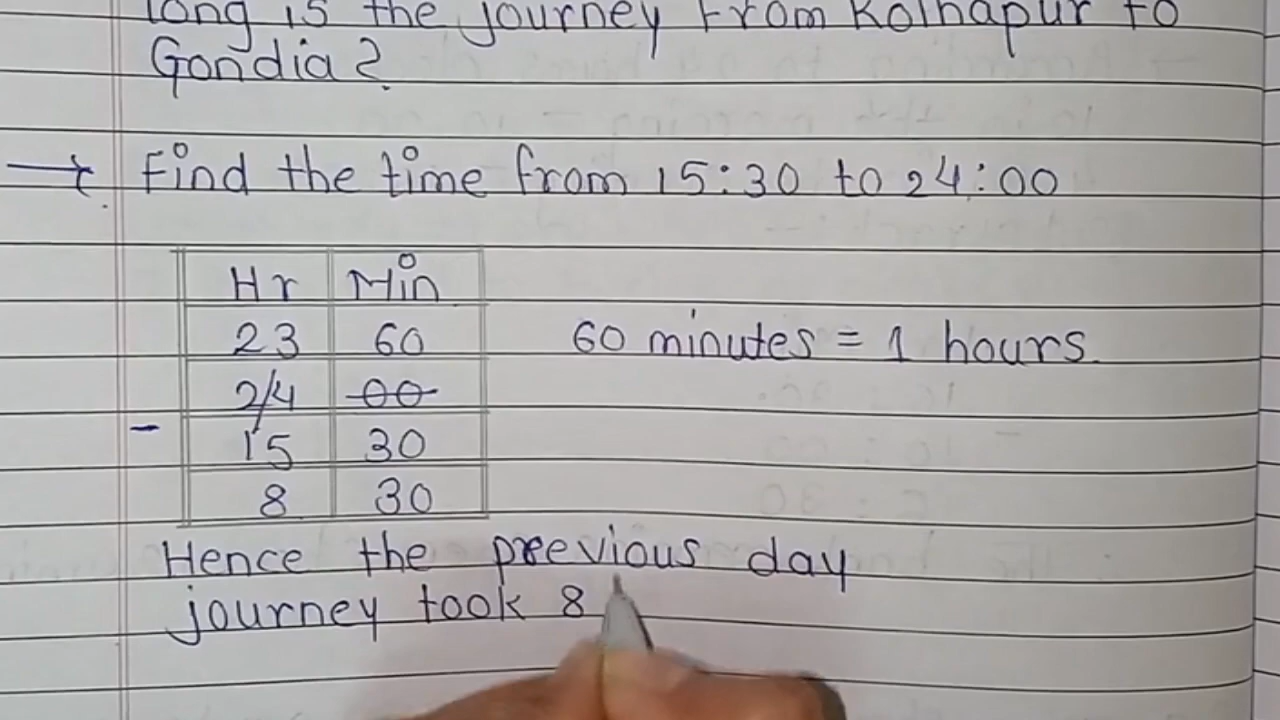 long is the journey from Kolhapur to
Gondia?
→ Find the time from 15:30 to 24:00
Hr Min
23 60 60 minutes = 1 hours.
24 00
- 15 30
8 30
Hence the previous day
journey took 8